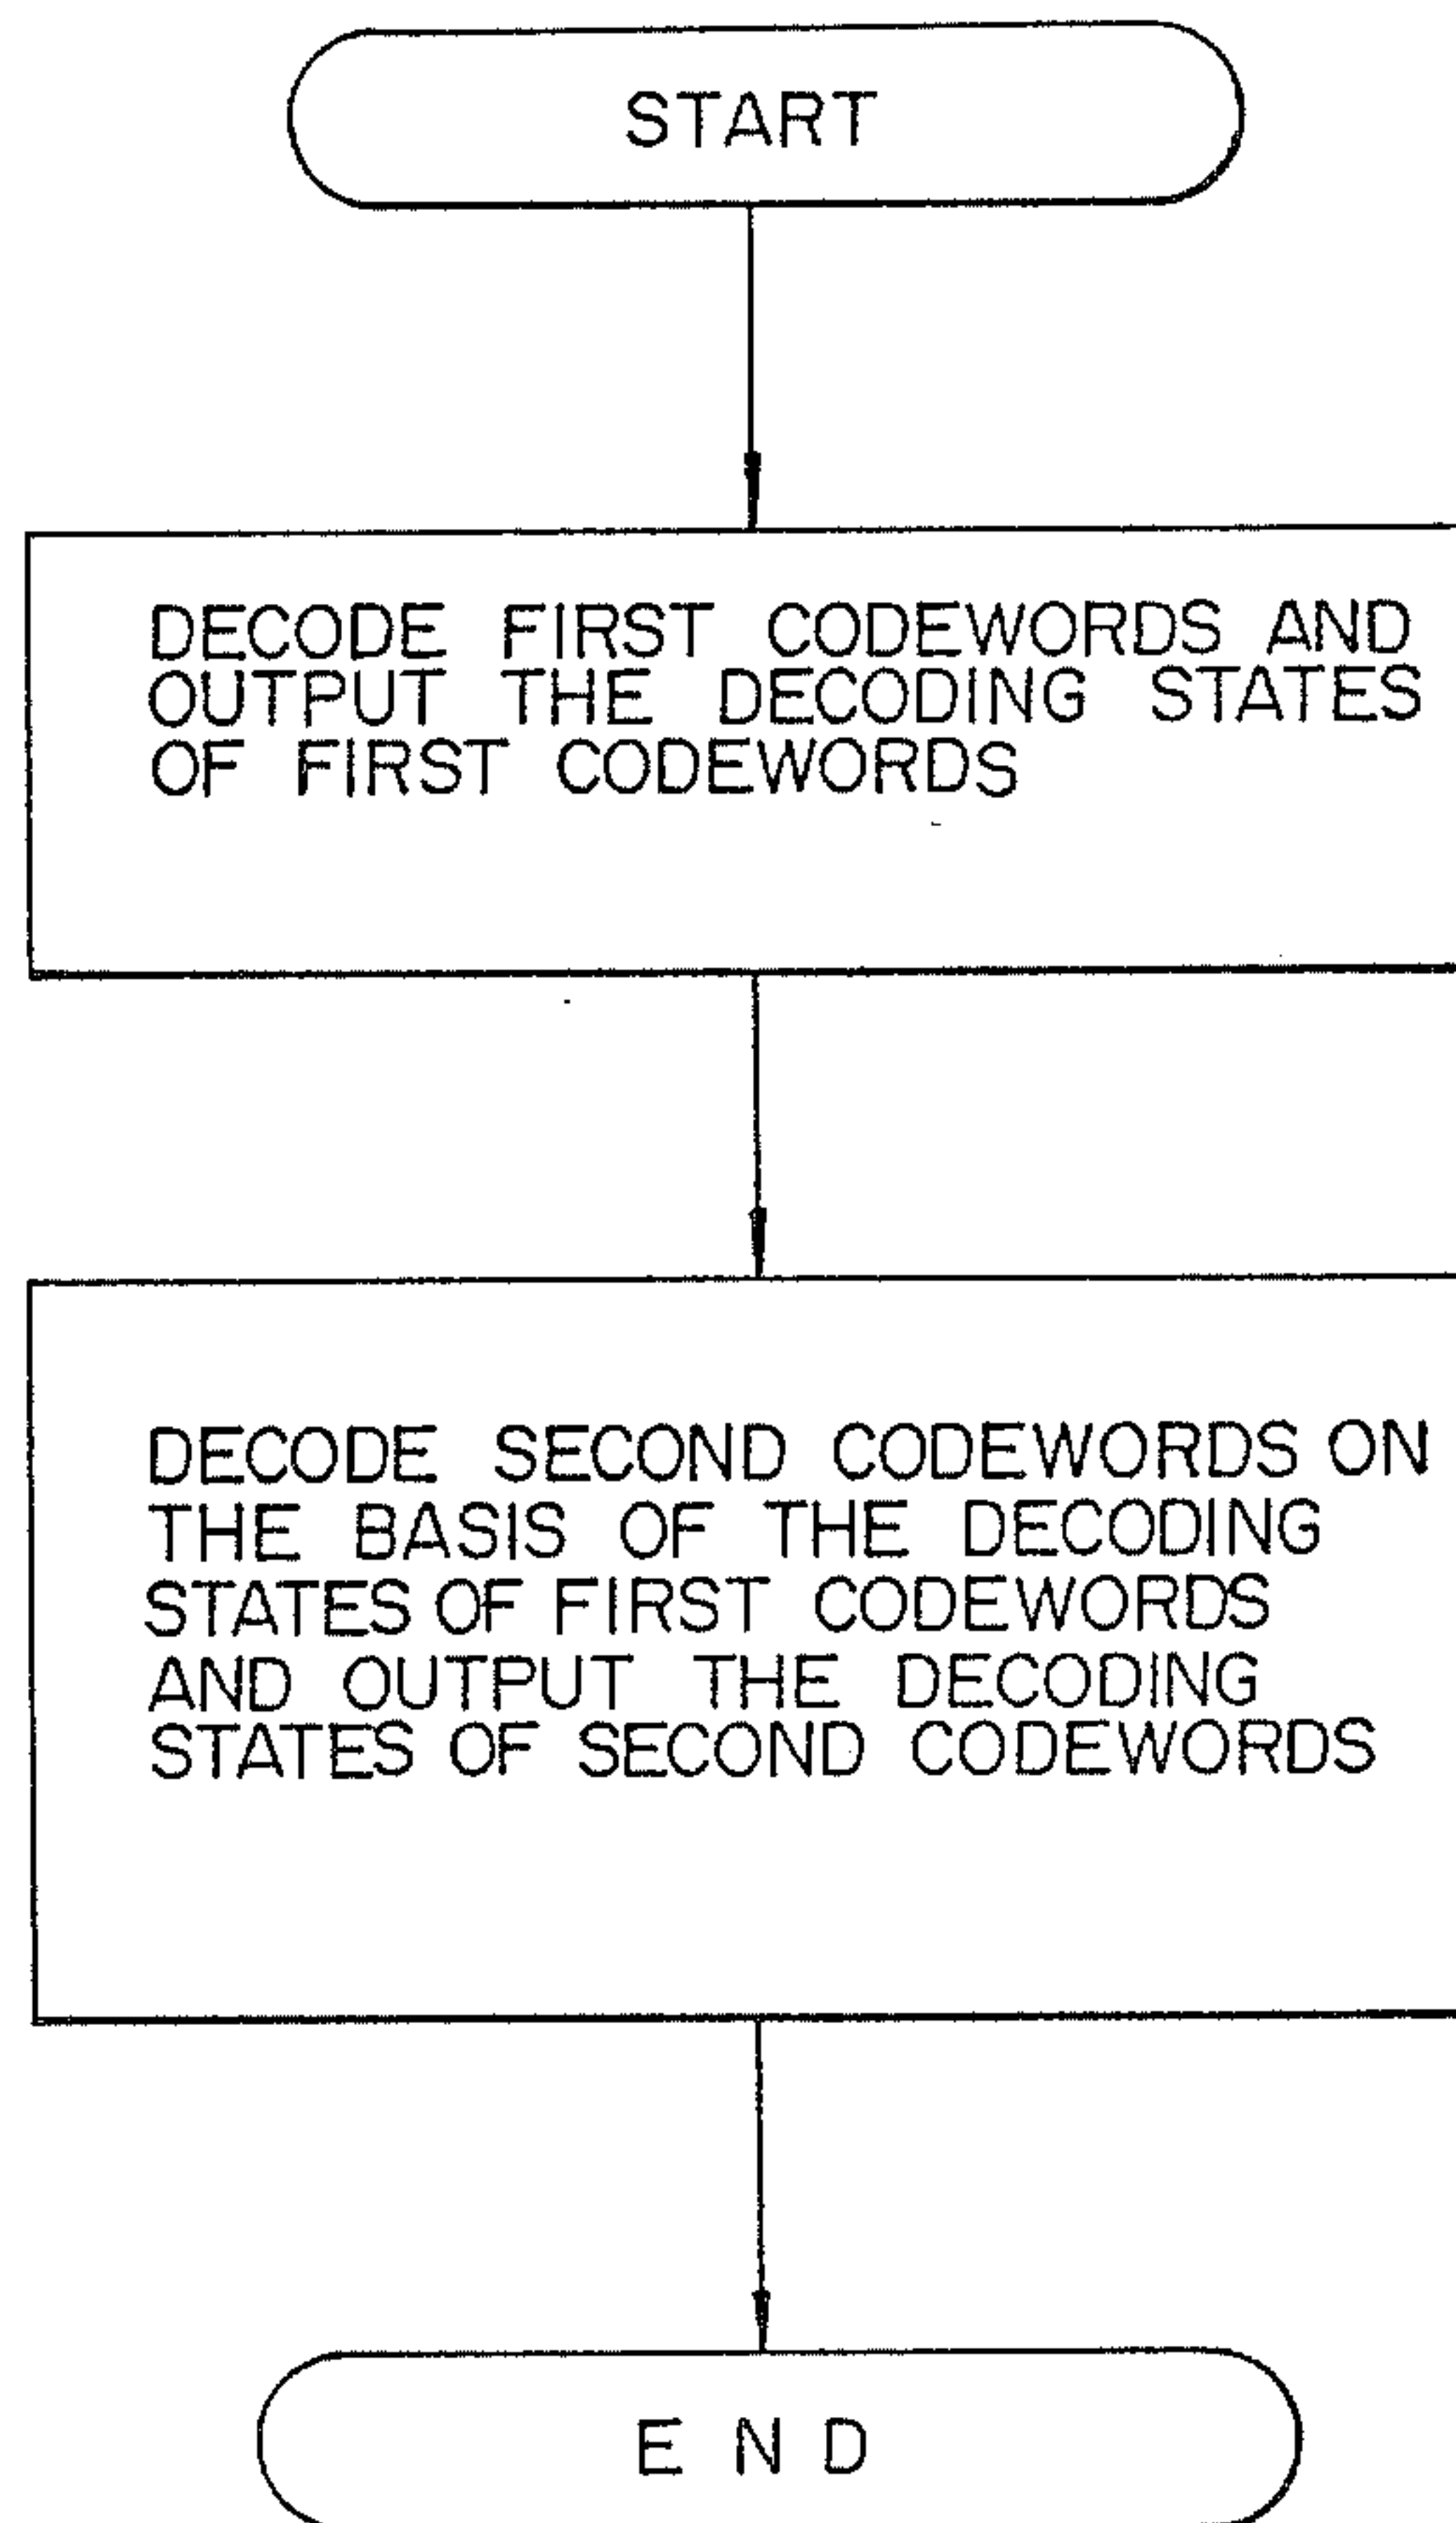 START
DECODE FIRST CODEWORDS AND
OUTPUT THE DECODING STATES
OF FIRST CODEWORDS
DECODE SECOND CODEWORDS ON
THE BASIS OF THE DECODING
STATES OF FIRST CODEWORDS
AND OUTPUT THE DECODING
STATES OF SECOND CODEWORDS
END